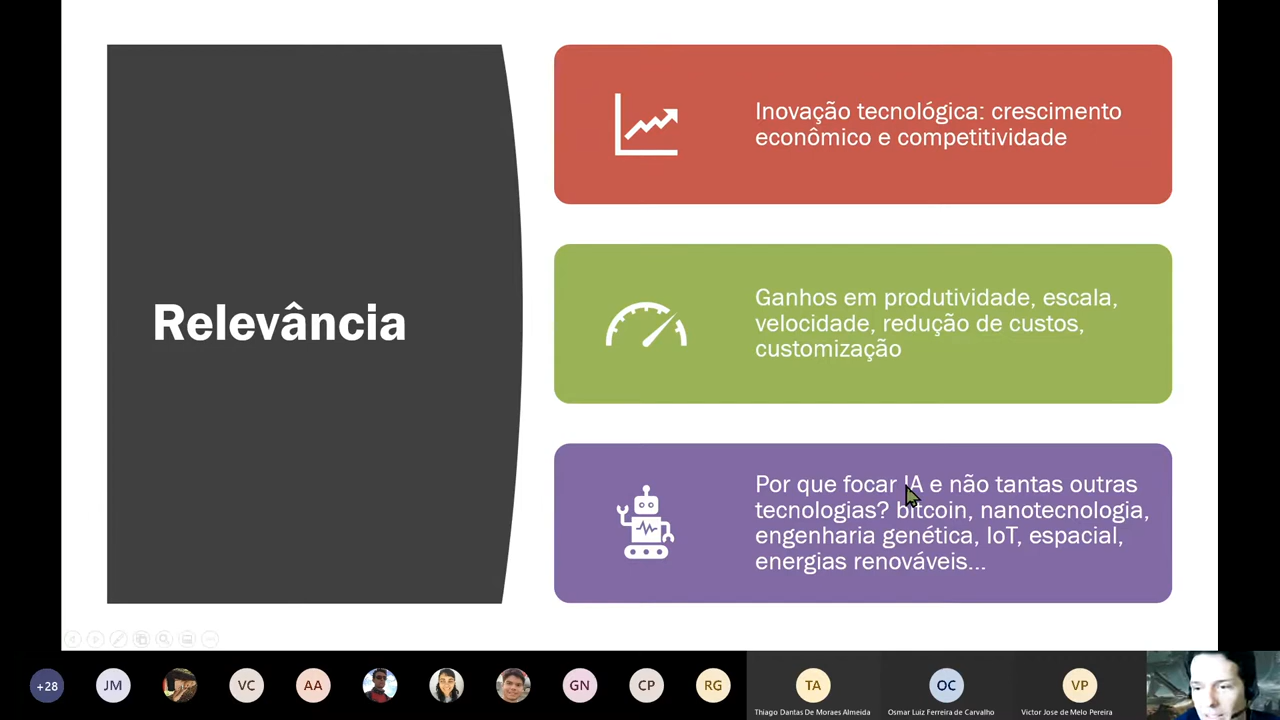 Relevância
Inovação tecnológica: crescimento
econômico e competitividade
Ganhos em produtividade, escala,
velocidade, redução de custos,
customização
Por que focar IA e não tantas outras
tecnologias? bitcoin, nanotecnologia,
engenharia genética, IoT, espacial,
energias renováveis...
+28
JM
VC
AA
GN
CP
RG
TA
OC
VP
Thiago Dantas De Moraes Almeida
Osmar Luiz Ferreira de Carvalho
Victor Jose de Melo Pereira